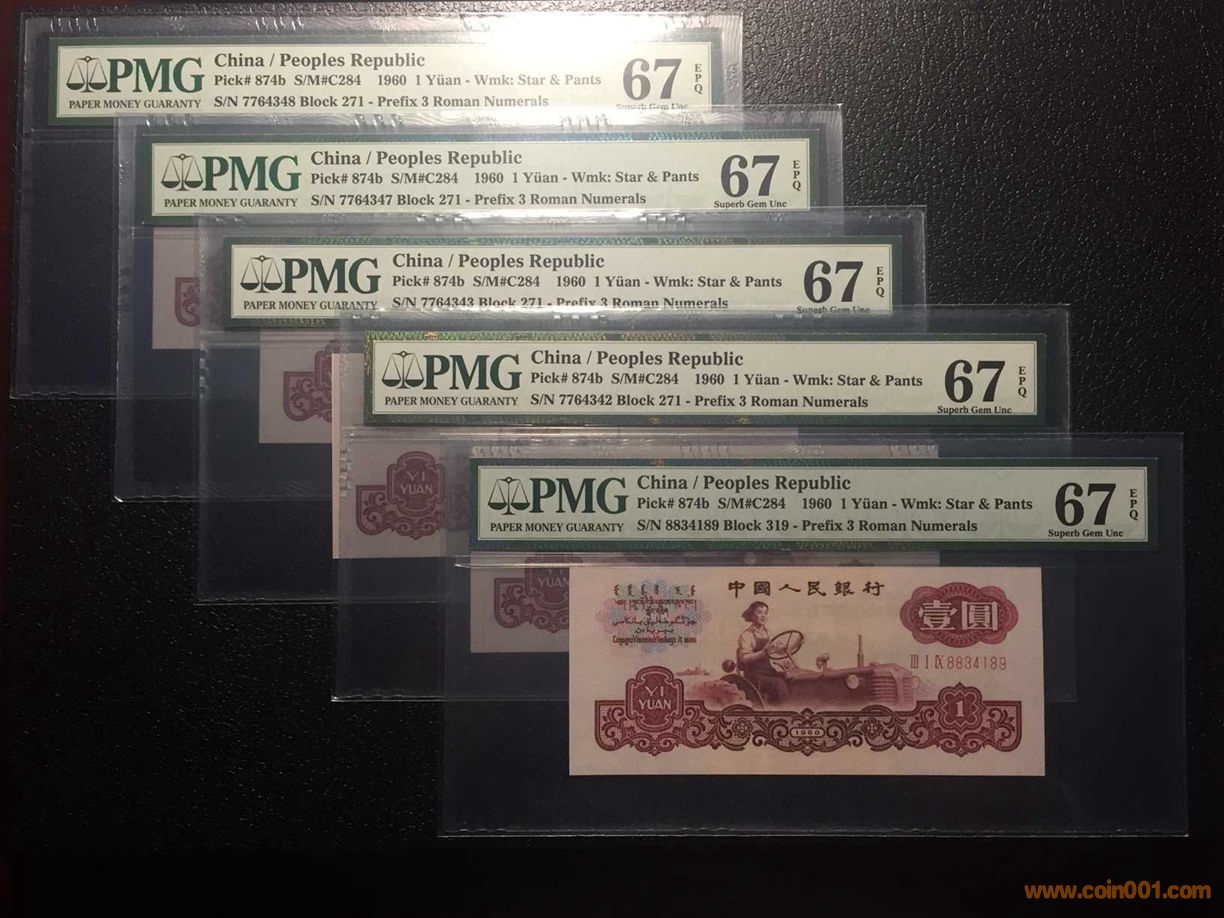 PMG
PAPER MONEY GUARANTY
China / Peoples Republic
Pick# 874b S/M#C284 1960 1 Yüan - Wmk: Star & Pants
S/N 7764348 Block 271 - Prefix 3 Roman Numerals
67
EPQ
Superb Gem Unc
PMG
PAPER MONEY GUARANTY
China / Peoples Republic
Pick# 874b S/M#C284 1960 1 Yüan - Wmk: Star & Pants
S/N 7764347 Block 271 - Prefix 3 Roman Numerals
67
EPQ
Superb Gem Unc
PMG
PAPER MONEY GUARANTY
China / Peoples Republic
Pick# 874b S/M#C284 1960 1 Yüan - Wmk: Star & Pants
S/N 7764343 Block 271 - Prefix 3 Roman Numerals
67
EPQ
Superb Gem Unc
PMG
PAPER MONEY GUARANTY
China / Peoples Republic
Pick# 874b S/M#C284 1960 1 Yüan - Wmk: Star & Pants
S/N 7764342 Block 271 - Prefix 3 Roman Numerals
67
EPQ
Superb Gem Unc
YI
YUAN
PMG
PAPER MONEY GUARANTY
China / Peoples Republic
Pick# 874b S/M#C284 1960 1 Yüan - Wmk: Star & Pants
S/N 8834189 Block 319 - Prefix 3 Roman Numerals
67
EPQ
Superb Gem Unc
YUAN
中國人民銀行
壹圓
III I IX 8834189
YI
YUAN
1960
1
www.coin001.com